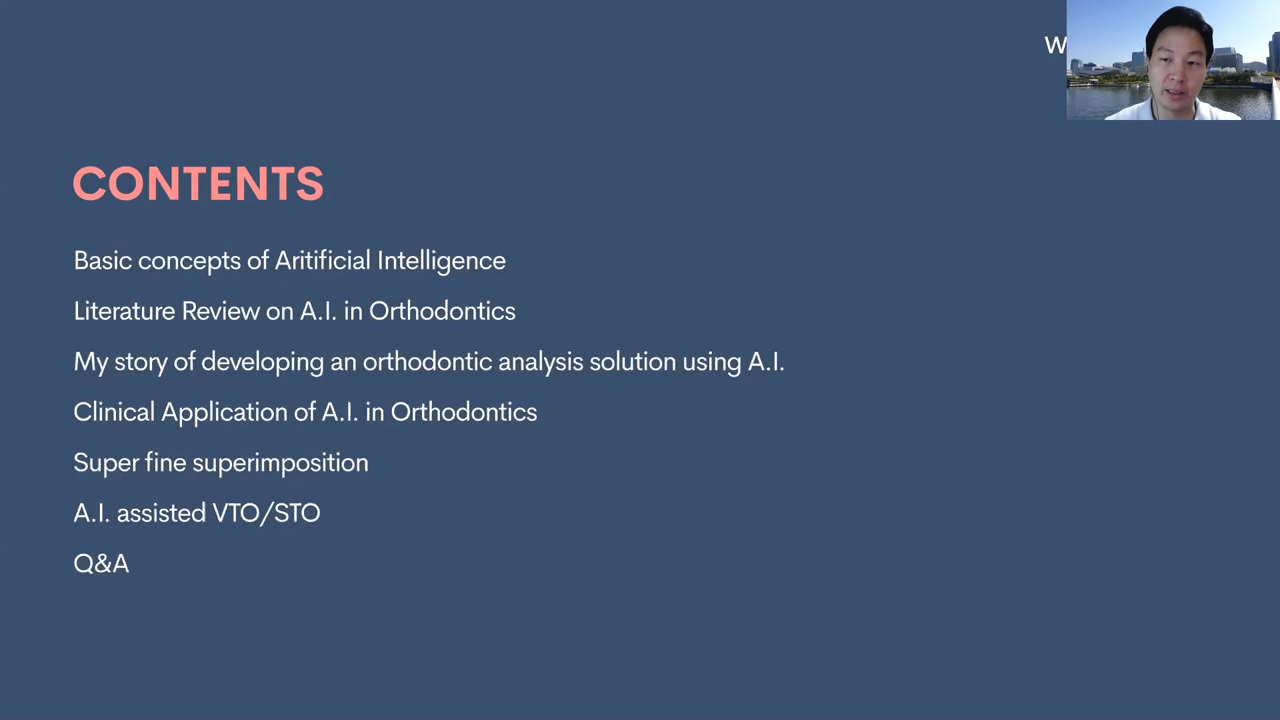 CONTENTS
Basic concepts of Aritificial Intelligence
Literature Review on A.I. in Orthodontics
My story of developing an orthodontic analysis solution using A.I.
Clinical Application of A.I. in Orthodontics
Super fine superimposition
A.I. assisted VTO/STO
Q&A